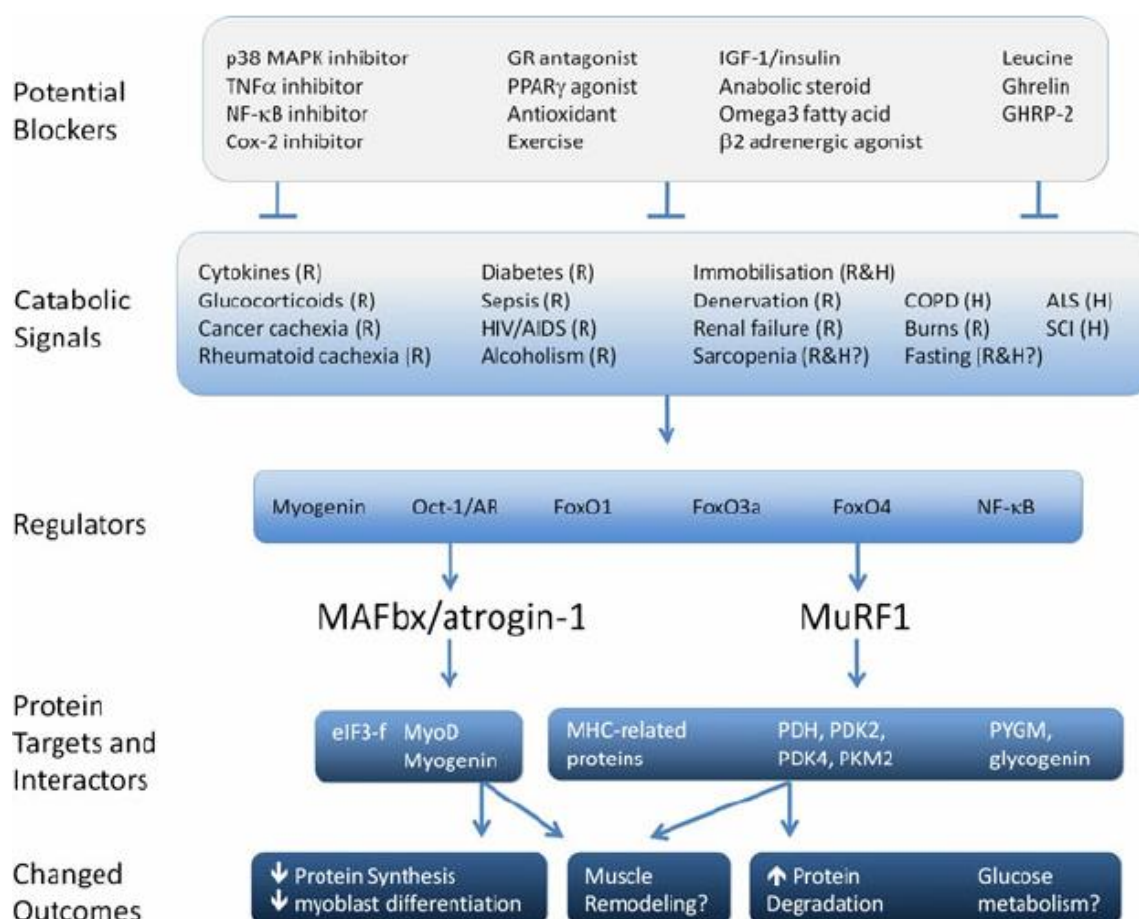 Potential
Blockers
p38 MAPK inhibitor
TNFα inhibitor
NF-κB inhibitor
Cox-2 inhibitor
GR antagonist
PPARγ agonist
Antioxidant
Exercise
IGF-1/insulin
Anabolic steroid
Omega3 fatty acid
β2 adrenergic agonist
Leucine
Ghrelin
GHRP-2
Catabolic
Signals
Cytokines (R)
Glucocorticoids (R)
Cancer cachexia (R)
Rheumatoid cachexia (R)
Diabetes (R)
Sepsis (R)
HIV/AIDS (R)
Alcoholism (R)
Immobilisation (R&H)
Denervation (R)
Renal failure (R)
Sarcopenia (R&H?)
COPD (H)
Burns (R)
Fasting (R&H?)
ALS (H)
SCI (H)
Regulators
Myogenin
Oct-1/AR
FoxO1
FoxO3a
FoxO4
NF-κB
MAFbx/atrogin-1
MuRF1
Protein
Targets and
Interactors
eIF3-f
MyoD
Myogenin
MHC-related
proteins
PDH, PDK2,
PDK4, PKM2
PYGM,
glycogenin
Changed
Outcomes
↓ Protein Synthesis
↓ myoblast differentiation
Muscle
Remodeling?
↑ Protein
Degradation
Glucose
metabolism?